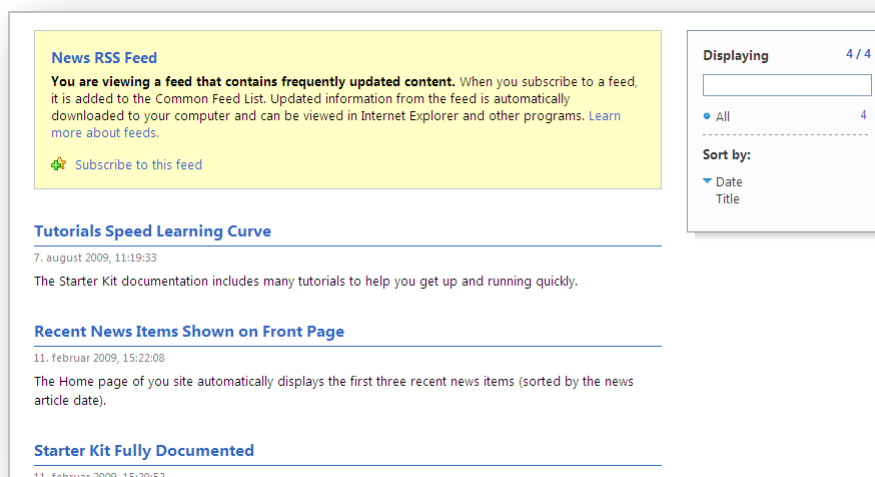 News RSS Feed
You are viewing a feed that contains frequently updated content. When you subscribe to a feed,
it is added to the Common Feed List. Updated information from the feed is automatically
downloaded to your computer and can be viewed in Internet Explorer and other programs. Learn
more about feeds.
Subscribe to this feed
Tutorials Speed Learning Curve
7. august 2009, 11:19:33
The Starter Kit documentation includes many tutorials to help you get up and running quickly.
Recent News Items Shown on Front Page
11. februar 2009, 15:22:08
The Home page of you site automatically displays the first three recent news items (sorted by the news
article date).
Starter Kit Fully Documented
11. februar 2009, 15:20:52
Displaying 4 / 4
All 4
Sort by:
Date
Title